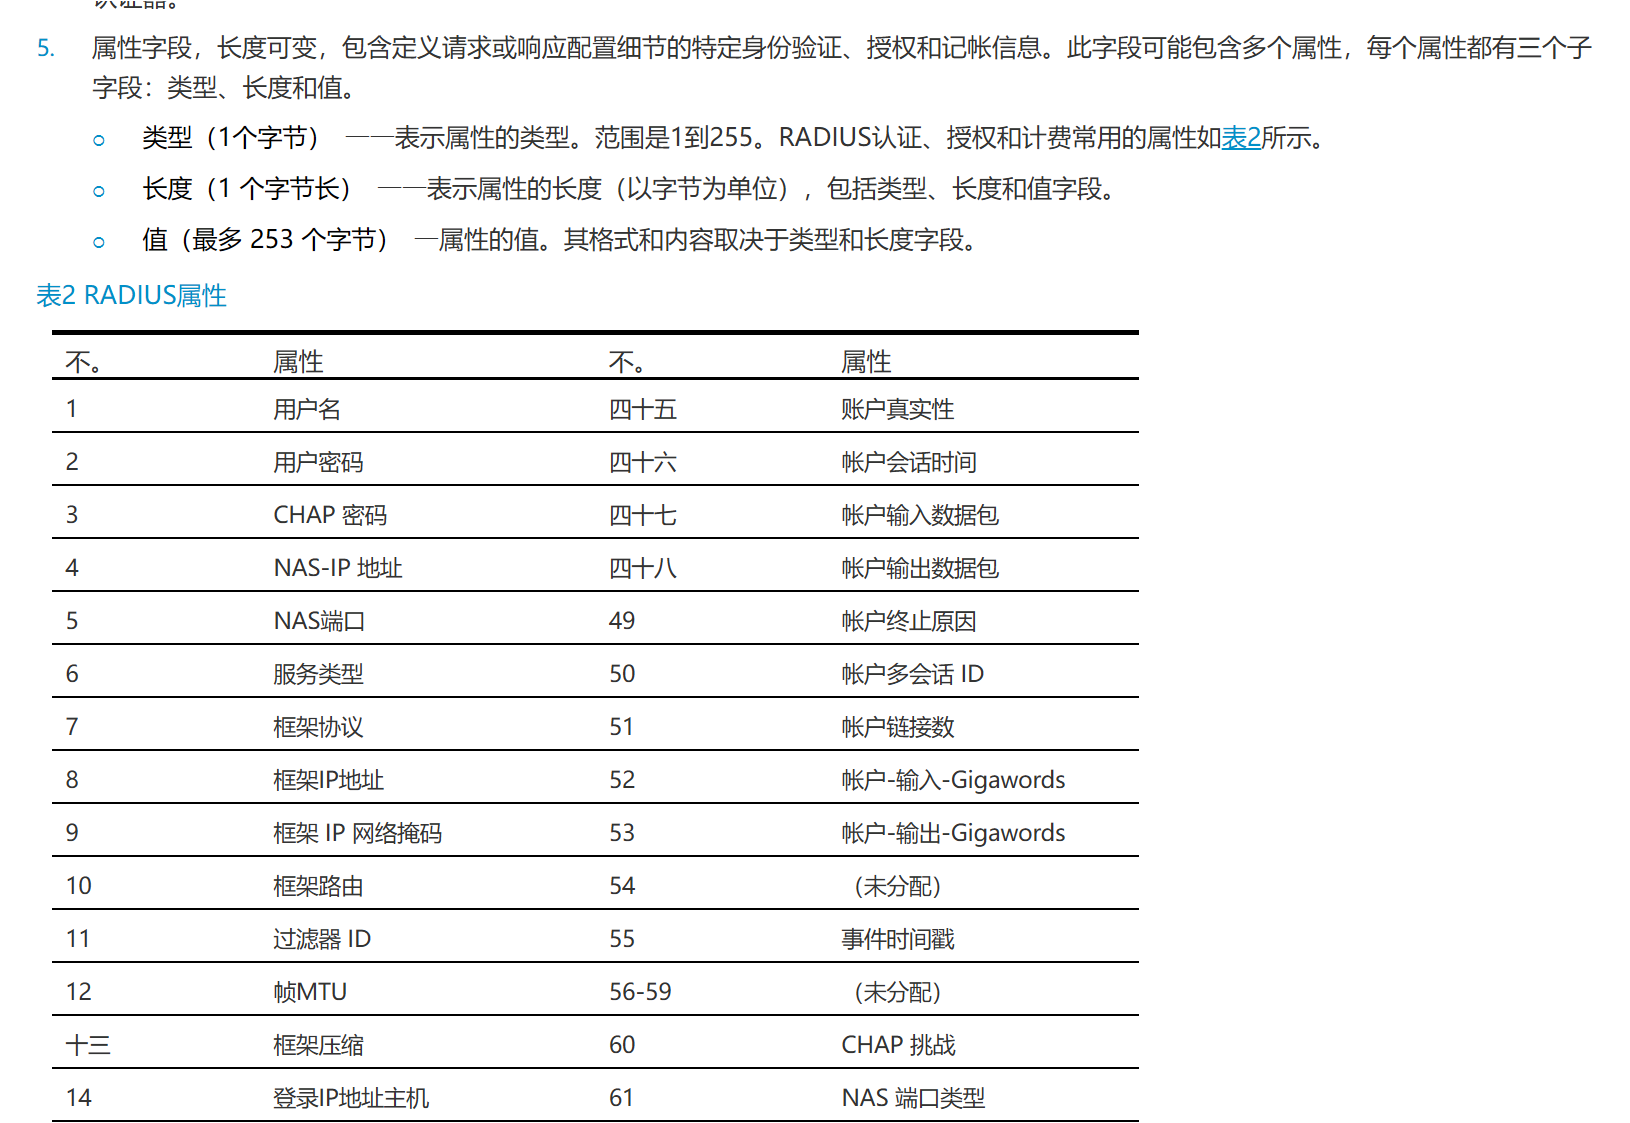 认证器。
5. 属性字段，长度可变，包含定义请求或响应配置细节的特定身份验证、授权和记帐信息。此字段可能包含多个属性，每个属性都有三个子
字段：类型、长度和值。
类型（1个字节） ——表示属性的类型。范围是1到255。RADIUS认证、授权和计费常用的属性如表2所示。
长度（1 个字节长） ——表示属性的长度（以字节为单位），包括类型、长度和值字段。
值（最多 253 个字节） —属性的值。其格式和内容取决于类型和长度字段。
表2 RADIUS属性
不。 属性 不。 属性
1 用户名 四十五 账户真实性
2 用户密码 四十六 帐户会话时间
3 CHAP 密码 四十七 帐户输入数据包
4 NAS-IP 地址 四十八 帐户输出数据包
5 NAS端口 49 帐户终止原因
6 服务类型 50 帐户多会话 ID
7 框架协议 51 帐户链接数
8 框架IP地址 52 帐户-输入-Gigawords
9 框架 IP 网络掩码 53 帐户-输出-Gigawords
10 框架路由 54 （未分配）
11 过滤器 ID 55 事件时间戳
12 帧MTU 56-59 （未分配）
十三 框架压缩 60 CHAP 挑战
14 登录IP地址主机 61 NAS 端口类型